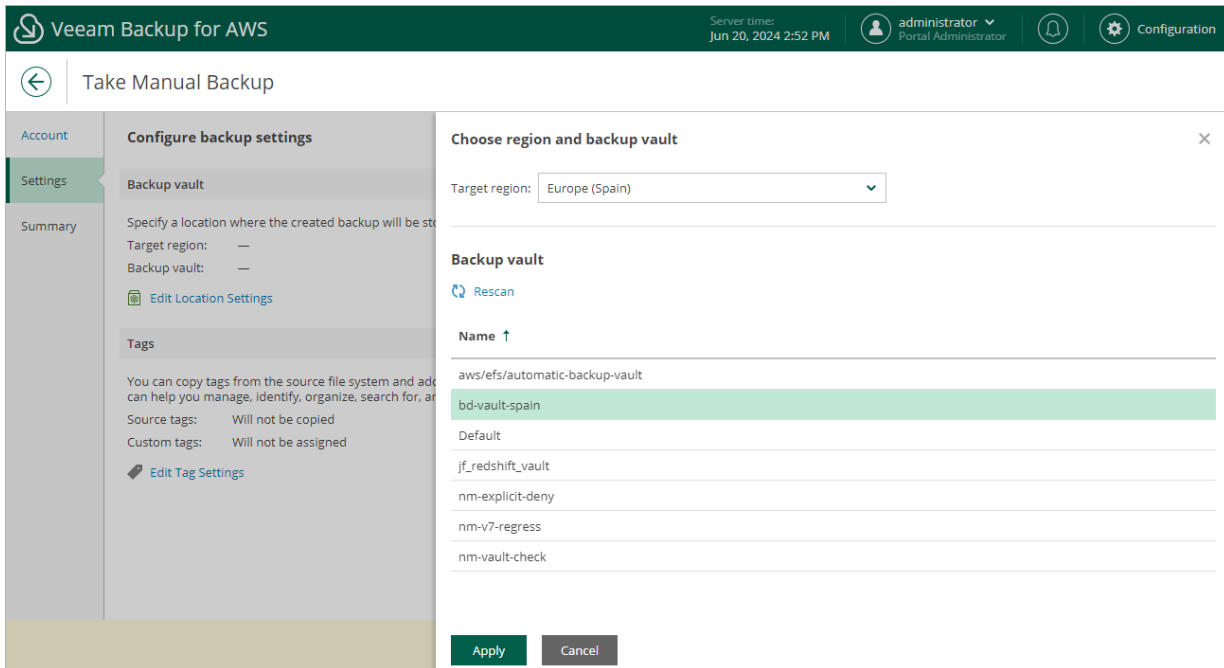 Veeam Backup for AWS
Server time:
Jun 20, 2024 2:52 PM
administrator
Portal Administrator
Configuration
Take Manual Backup
Account
Settings
Summary
Configure backup settings
Backup vault
Specify a location where the created backup will be
Target region: —
Backup vault: —
Edit Location Settings
Tags
You can copy tags from the source file system and
can help you manage, identify, organize, search for,
Source tags: Will not be copied
Custom tags: Will not be assigned
Edit Tag Settings
Choose region and backup vault
Target region: Europe (Spain)
Backup vault
Rescan
Name ↑
aws/efs/automatic-backup-vault
bd-vault-spain
Default
jf_redshift_vault
nm-explicit-deny
nm-v7-regress
nm-vault-check
Apply
Cancel